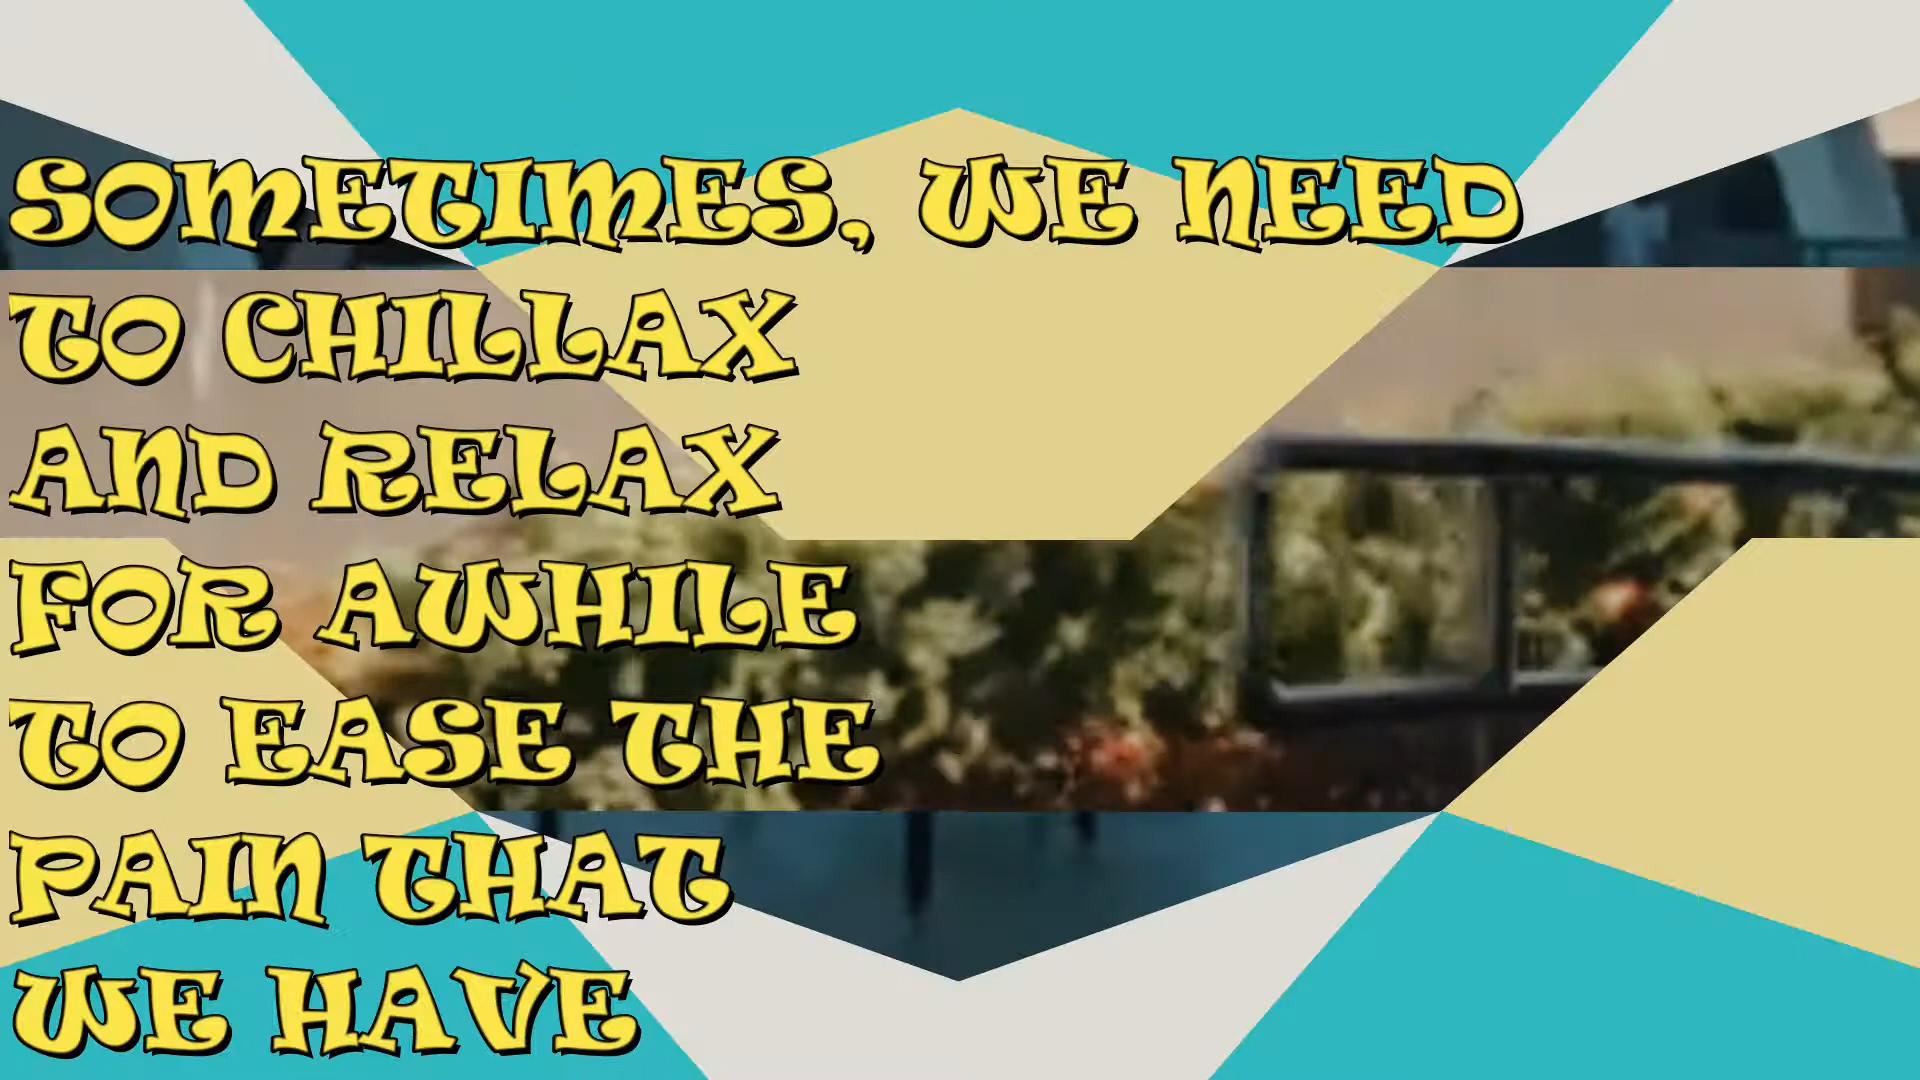 SOMETIMES, WE NEED
TO CHILLAX
AND RELAX
FOR AWHILE
TO EASE THE
PAIN THAT
WE HAVE